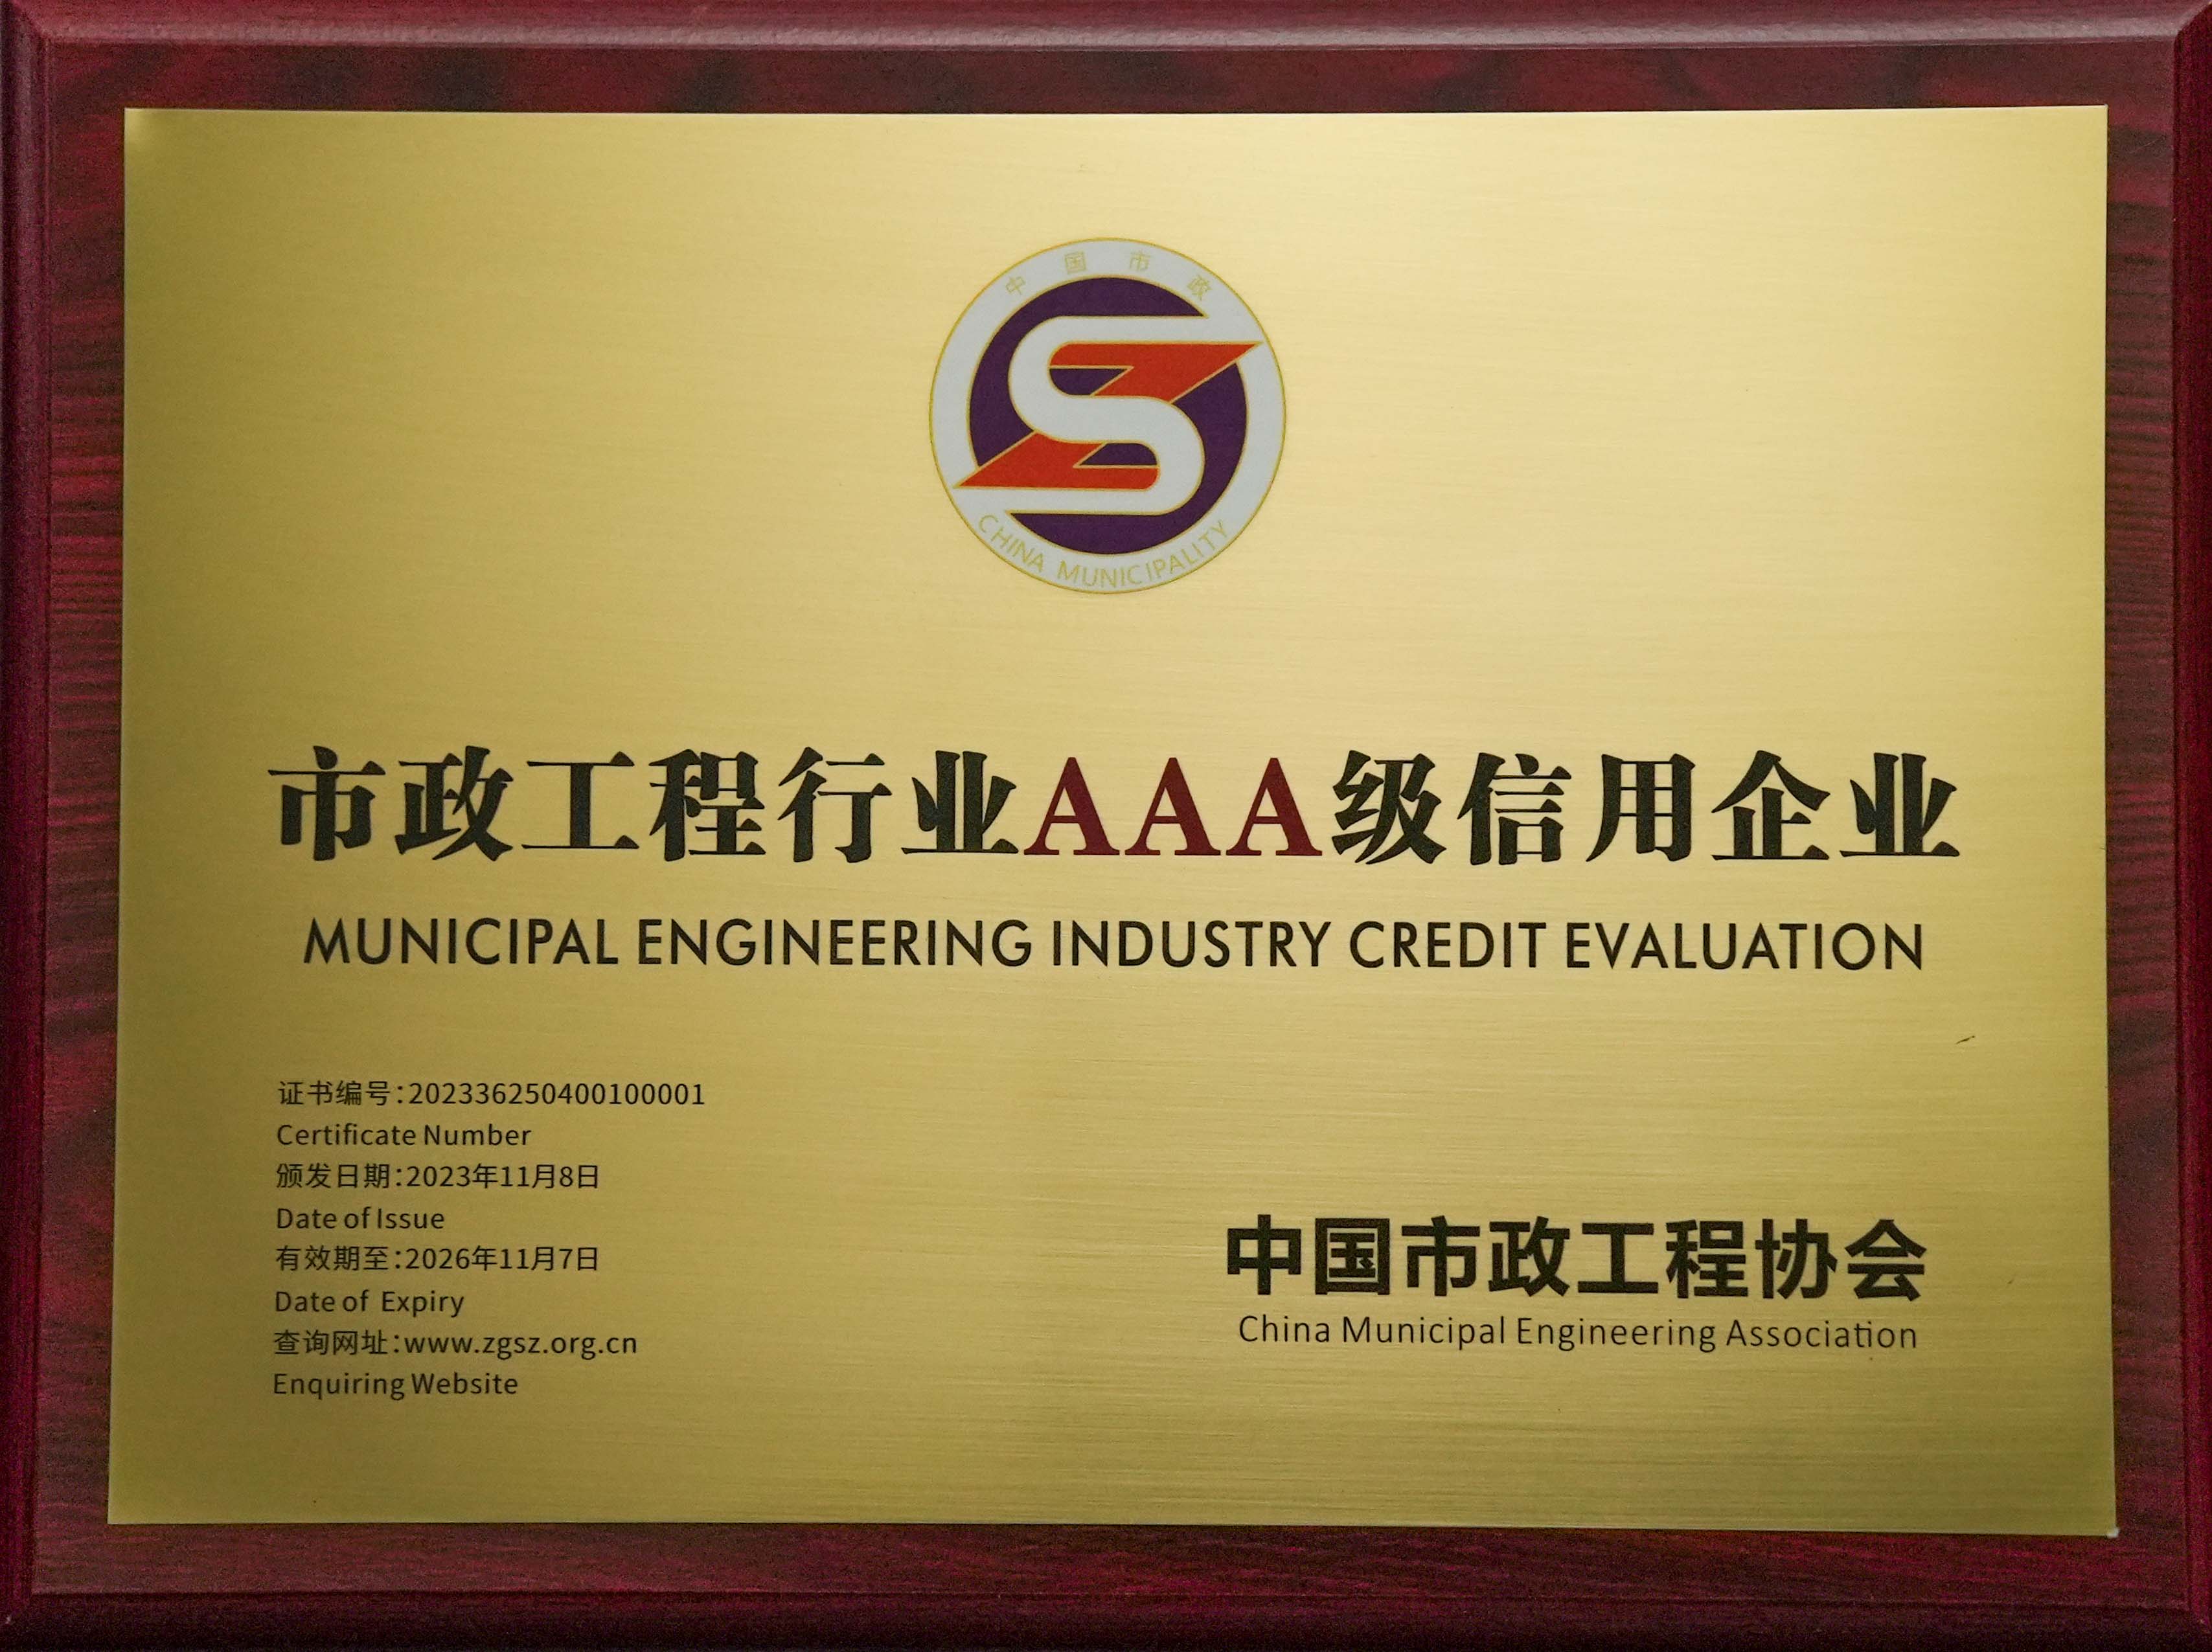 中国市政
CHINA MUNICIPALITY
市政工程行业AAA级信用企业
MUNICIPAL ENGINEERING INDUSTRY CREDIT EVALUATION
证书编号:202336250400100001
Certificate Number
颁发日期:2023年11月8日
Date of Issue
有效期至:2026年11月7日
Date of Expiry
查询网址:www.zgsz.org.cn
Enquiring Website
中国市政工程协会
China Municipal Engineering Association